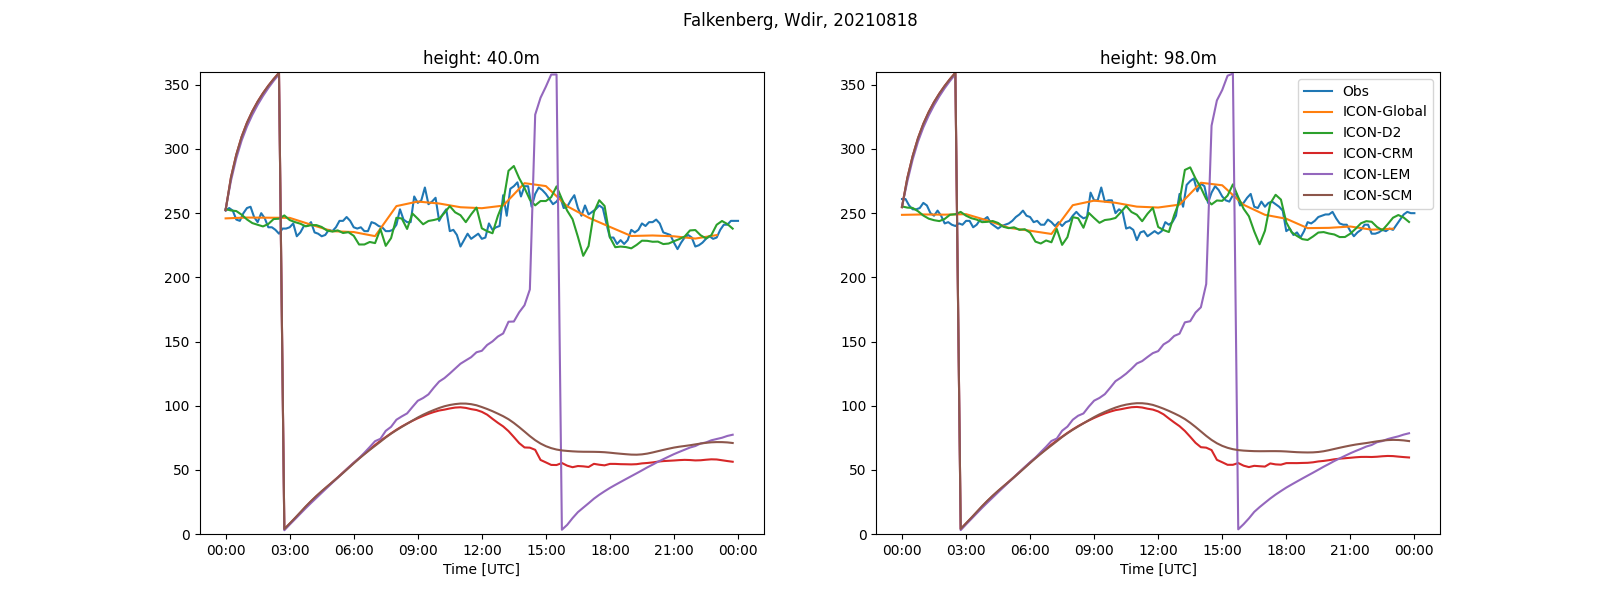 Falkenberg, Wdir, 20210818
height: 40.0m
350
300
250
200
150
100
50
0
00:00 03:00 06:00 09:00 12:00 15:00 18:00 21:00 00:00
Time [UTC]
height: 98.0m
350
300
250
200
150
100
50
0
00:00 03:00 06:00 09:00 12:00 15:00 18:00 21:00 00:00
Time [UTC]
Obs
ICON-Global
ICON-D2
ICON-CRM
ICON-LEM
ICON-SCM